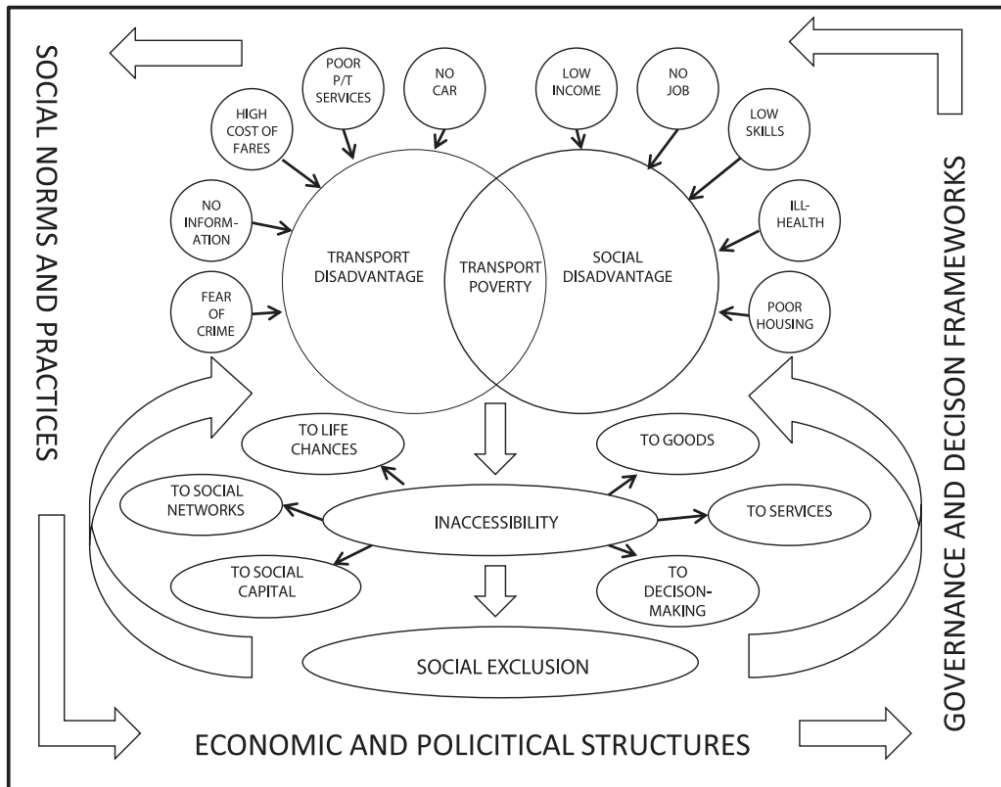 SOCIAL NORMS AND PRACTICES
POOR
P/T
SERVICES
NO
CAR
LOW
INCOME
NO
JOB
HIGH
COST OF
FARES
LOW
SKILLS
NO
INFORM-
ATION
ILL-
HEALTH
FEAR
OF
CRIME
POOR
HOUSING
TRANSPORT
DISADVANTAGE
TRANSPORT
POVERTY
SOCIAL
DISADVANTAGE
GOVERNANCE AND DECISON FRAMEWORKS
TO LIFE
CHANCES
TO GOODS
TO SOCIAL
NETWORKS
INACCESSIBILITY
TO SERVICES
TO SOCIAL
CAPITAL
TO
DECISON-
MAKING
SOCIAL EXCLUSION
ECONOMIC AND POLICITICAL STRUCTURES